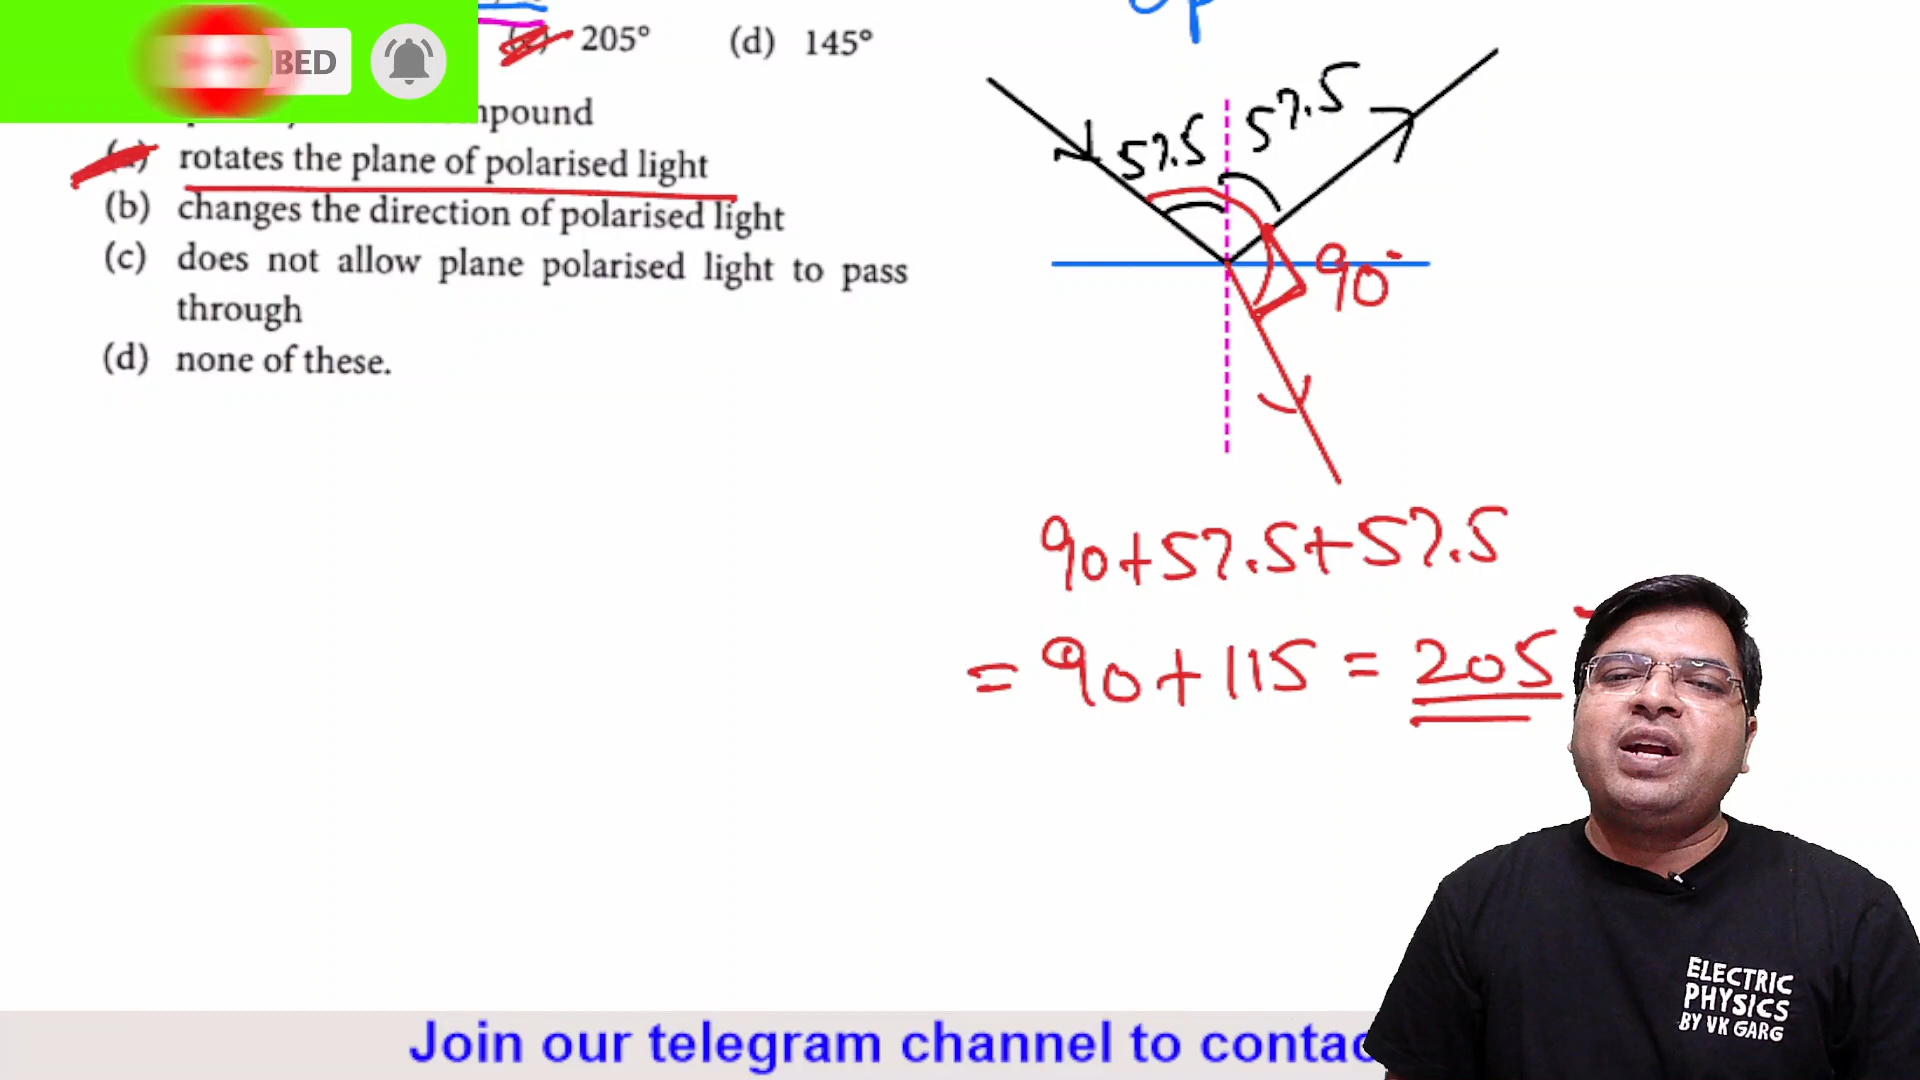 BED
205° (d) 145°
mpound
(a) rotates the plane of polarised light
(b) changes the direction of polarised light
(c) does not allow plane polarised light to pass
through
(d) none of these.
57.5 57.5
90°
90+57.5+57.5
= 90+115 = 205
ELECTRIC
PHYSICS
BY VK GARG
Join our telegram channel to contac